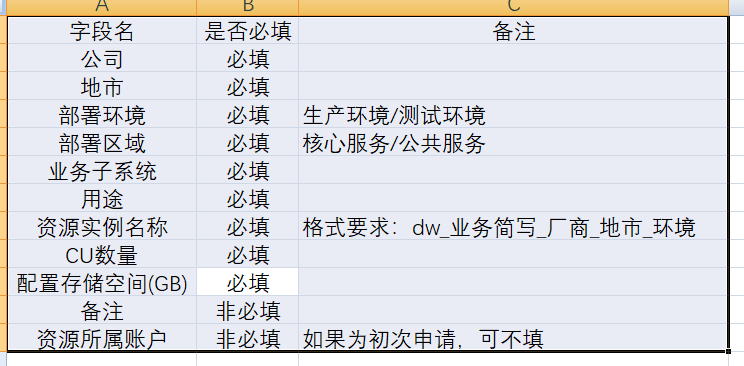 A B C
字段名 是否必填 备注
公司 必填
地市 必填
部署环境 必填 生产环境/测试环境
部署区域 必填 核心服务/公共服务
业务子系统 必填
用途 必填
资源实例名称 必填 格式要求：dw_业务简写_厂商_地市_环境
CU数量 必填
配置存储空间(GB) 必填
备注 非必填
资源所属账户 非必填 如果为初次申请，可不填